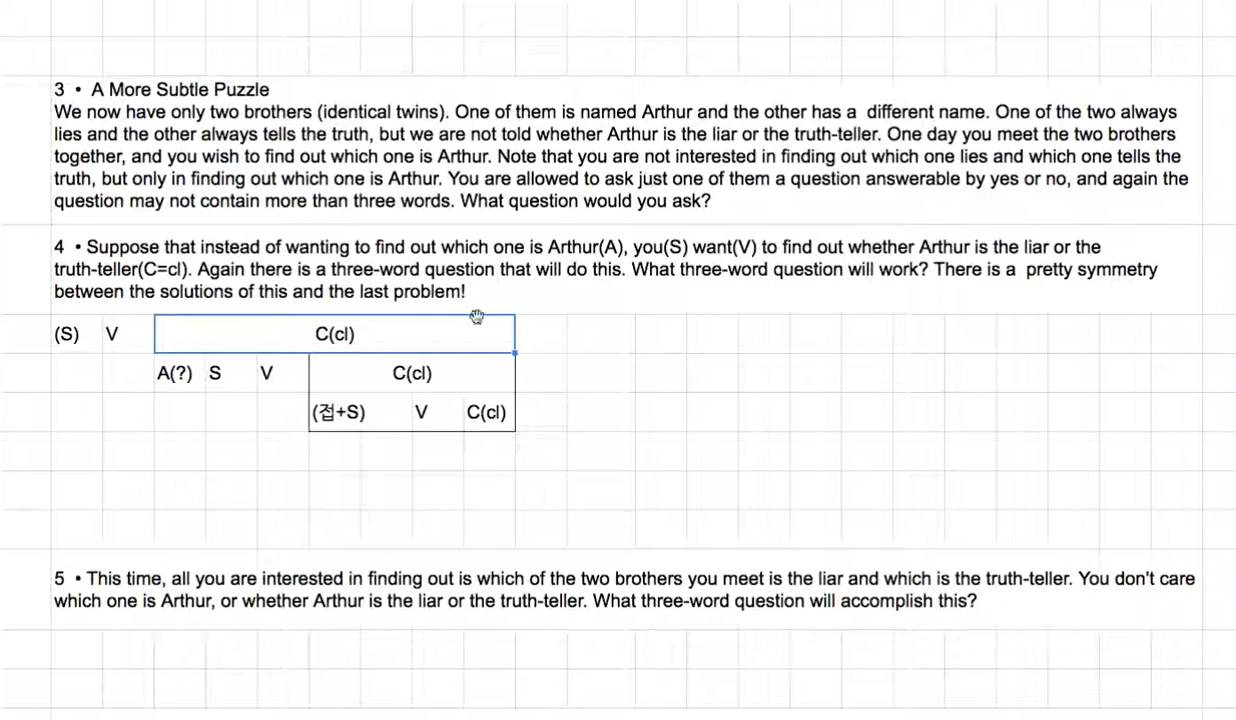 3 • A More Subtle Puzzle
We now have only two brothers (identical twins). One of them is named Arthur and the other has a different name. One of the two always
lies and the other always tells the truth, but we are not told whether Arthur is the liar or the truth-teller. One day you meet the two brothers
together, and you wish to find out which one is Arthur. Note that you are not interested in finding out which one lies and which one tells the
truth, but only in finding out which one is Arthur. You are allowed to ask just one of them a question answerable by yes or no, and again the
question may not contain more than three words. What question would you ask?
4 • Suppose that instead of wanting to find out which one is Arthur(A), you(S) want(V) to find out whether Arthur is the liar or the
truth-teller(C=cl). Again there is a three-word question that will do this. What three-word question will work? There is a pretty symmetry
between the solutions of this and the last problem!
(S) V C(cl)
A(?) S V C(cl)
(접+S) V C(cl)
5 • This time, all you are interested in finding out is which of the two brothers you meet is the liar and which is the truth-teller. You don't care
which one is Arthur, or whether Arthur is the liar or the truth-teller. What three-word question will accomplish this?